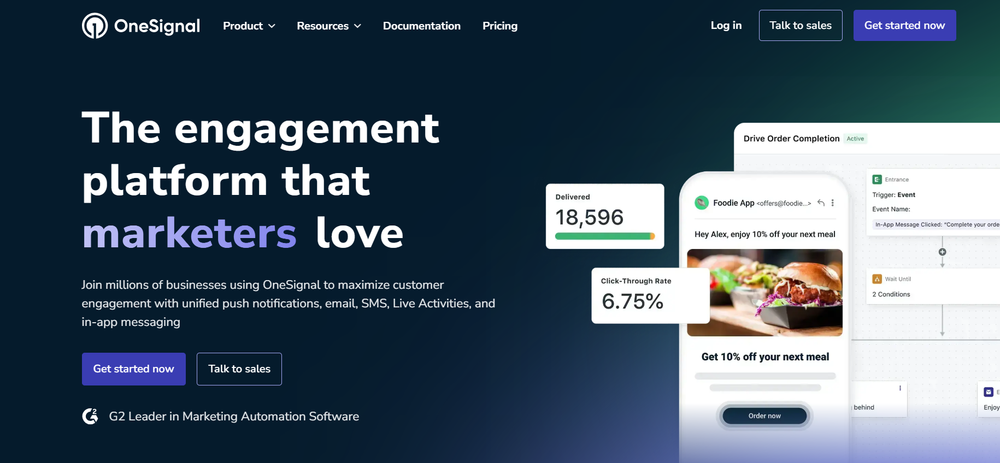 OneSignal
Product
Resources
Documentation
Pricing
Log in
Talk to sales
Get started now
The engagement
platform that
marketers love
Join millions of businesses using OneSignal to maximize customer
engagement with unified push notifications, email, SMS, Live Activities, and
in-app messaging
Get started now
Talk to sales
G2 Leader in Marketing Automation Software
Delivered
18,596
Click-Through Rate
6.75%
Foodie App <offers@foodie...>
Hey Alex, enjoy 10% off your next meal
Get 10% off your next meal
Order now
Drive Order Completion Active
Entrance
Trigger: Event
Event Name:
In-App Message Clicked: "Complete your
Wait Until
2 Conditions
behind
Enjoy